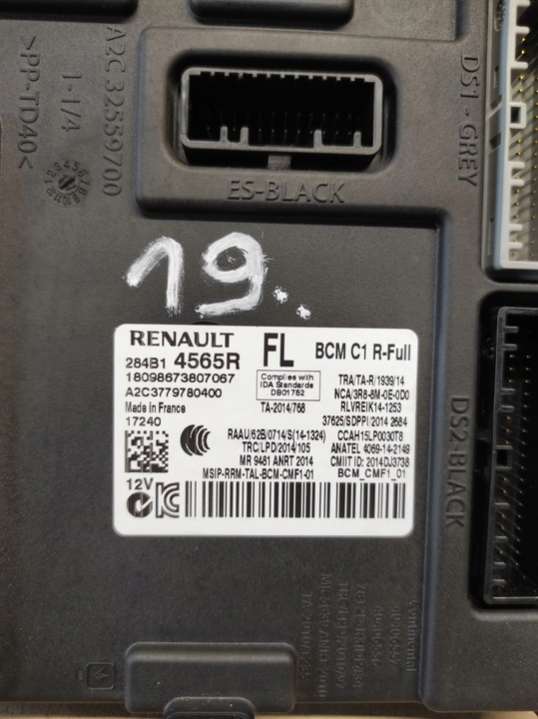 A2C 32559700
1-1/4
>PP-TD40<
ES-BLACK
DS1-GREY
DS2-BLACK
19..
RENAULT FL BCM C1 R-Full
284B1 4565R
18098673807067
A2C3779780400
Made in France
17240
12V
Complies with
IDA Standards
DB01752
TA-2014/768
TRA/TA-R/1939/14
NCA/3R8-8M-0E-0D0
RLVREIK14-1253
37625/SDPPI/2014 2684
RAAU/62B/0714/S(14-1324) CCAH15LP0030T8
TRC/LPD/2014/105 ANATEL 4069-14-2149
MR 9481 ANRT 2014 CMIIT ID: 2014DJ3738
MSIP-RRM-TAL-BCM-CMF1-01 BCM_CMF1_01
Continental